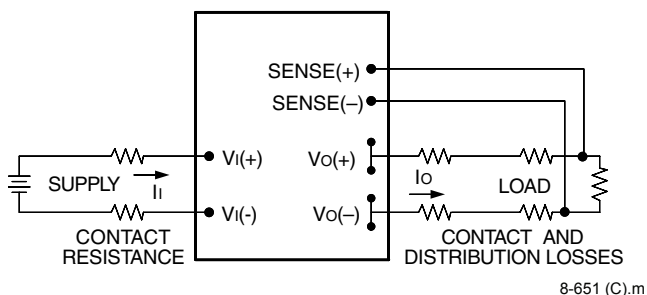 SENSE(+)
SENSE(–)
VI(+)
VO(+)
IO
SUPPLY
II
LOAD
VI(-)
VO(–)
CONTACT
RESISTANCE
CONTACT AND
DISTRIBUTION LOSSES
8-651 (C).m